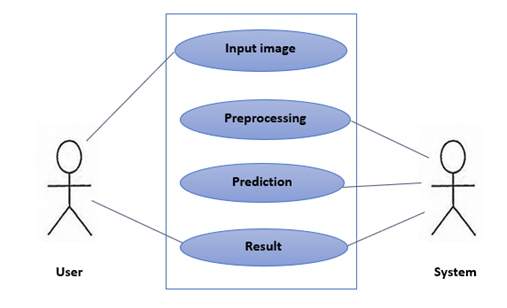 Input image
Preprocessing
Prediction
Result
User
System